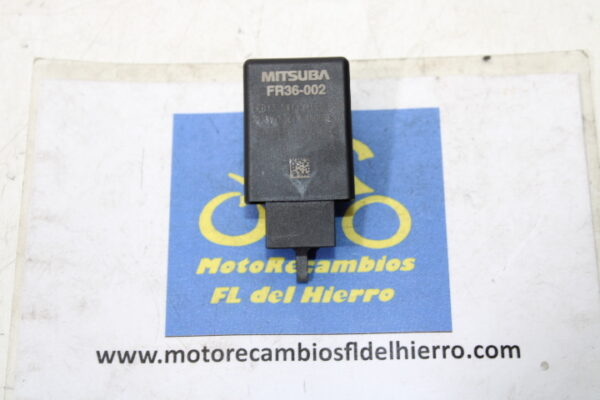 MITSUBA
FR36-002
MotoRecambios
FL del Hierro
www.motorecambiosfldelhierro.com